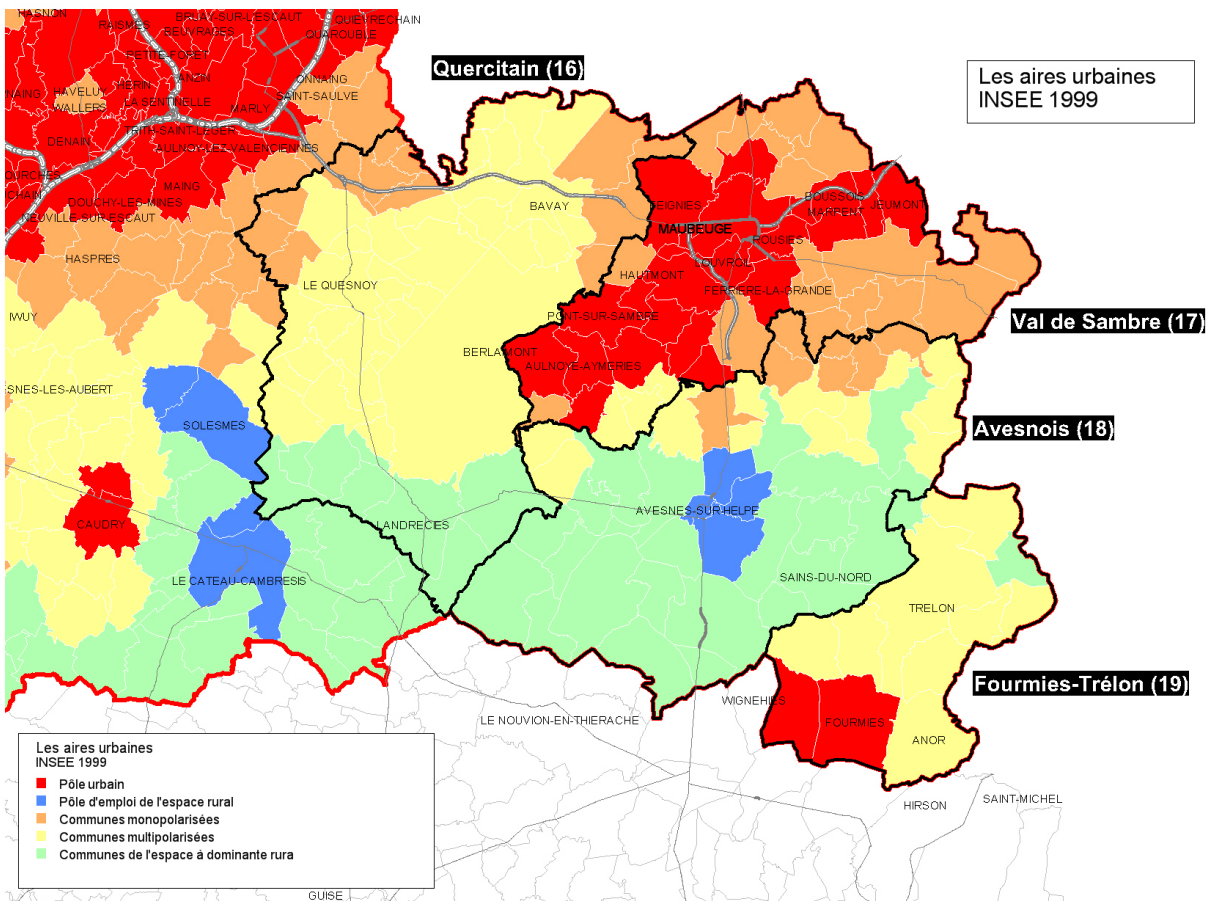 HASNON
BRUAY-SUR-L'ESCAUT
QUIEVRECHAIN
RAISMES
BEUVRAGES
QUAROUBLE
PETITE-FORET
Quercitain (16)
Les aires urbaines
INSEE 1999
ANZIN
ONNAING
HAVELUY
HERIN
SAINT-SAULVE
WALLERS
LA SENTINELLE
MARLY
TRITH-SAINT-LEGER
DENAIN
AULNOY-LEZ-VALENCIENNES
MAING
DOUCHY-LES-MINES
NEUVILLE-SUR-ESCAUT
BAVAY
FEIGNIES
BOUSSOIS
MARPENT
JEUMONT
MAUBEUGE
ROUSIES
HASPRES
LOUVROIL
HAUTMONT
LE QUESNOY
FERRIERE-LA-GRANDE
IWUY
PONT-SUR-SAMBRE
Val de Sambre (17)
BERLAIMONT
AULNOYE-AYMERIES
SNES-LES-AUBERT
SOLESMES
Avesnois (18)
AVESNES-SUR-HELPE
CAUDRY
LANDRECIES
LE CATEAU-CAMBRESIS
SAINS-DU-NORD
TRELON
Fourmies-Trélon (19)
WIGNEHIES
LE NOUVION-EN-THIERACHE
FOURMIES
ANOR
HIRSON
SAINT-MICHEL
Les aires urbaines
INSEE 1999
Pôle urbain
Pôle d'emploi de l'espace rural
Communes monopolarisées
Communes multipolarisées
Communes de l'espace à dominante rura
GUISE